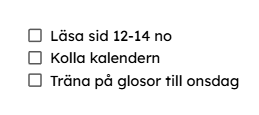 Läsa sid 12-14 no
Kolla kalendern
Träna på glosor till onsdag